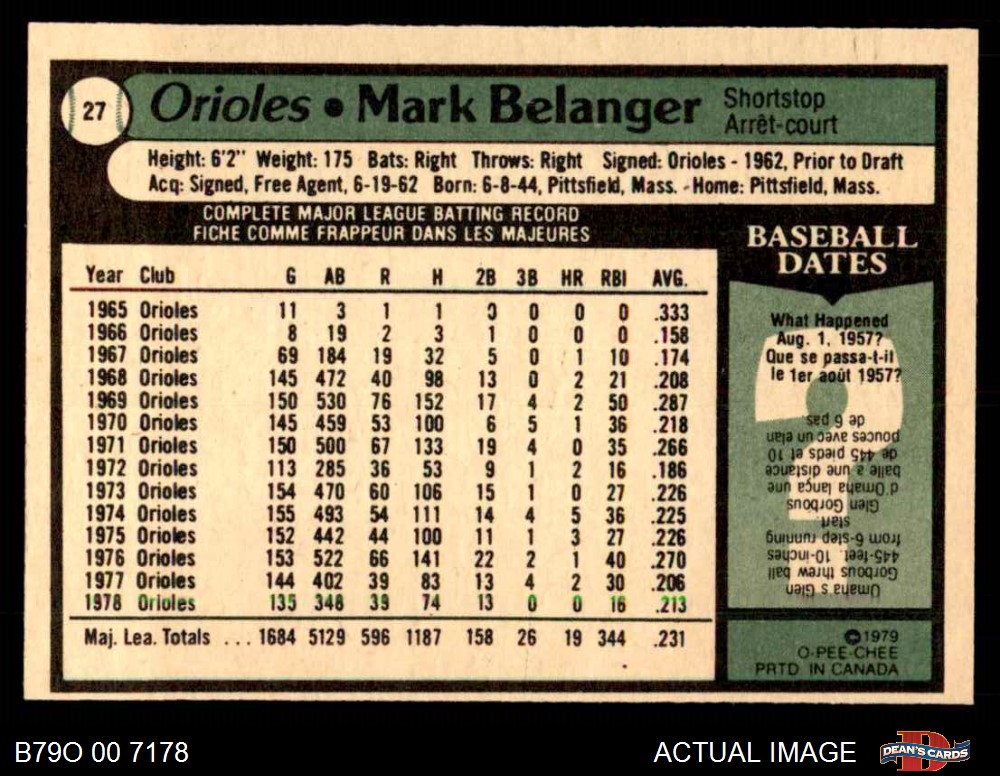 27
Orioles • Mark Belanger
Shortstop
Arrêt-court
Height: 6'2" Weight: 175 Bats: Right Throws: Right Signed: Orioles - 1962, Prior to Draft
Acq: Signed, Free Agent, 6-19-62 Born: 6-8-44, Pittsfield, Mass. - Home: Pittsfield, Mass.
COMPLETE MAJOR LEAGUE BATTING RECORD
FICHE COMME FRAPPEUR DANS LES MAJEURES
Year Club G AB R H 2B 3B HR RBI AVG.
1965 Orioles 11 3 1 1 0 0 0 0 .333
1966 Orioles 8 19 2 3 1 0 0 0 .158
1967 Orioles 69 184 19 32 5 0 1 10 .174
1968 Orioles 145 472 40 98 13 0 2 21 .208
1969 Orioles 150 530 76 152 17 4 2 50 .287
1970 Orioles 145 459 53 100 6 5 1 36 .218
1971 Orioles 150 500 67 133 19 4 0 35 .266
1972 Orioles 113 285 36 53 9 1 2 16 .186
1973 Orioles 154 470 60 106 15 1 0 27 .226
1974 Orioles 155 493 54 111 14 4 5 36 .225
1975 Orioles 152 442 44 100 11 1 3 27 .226
1976 Orioles 153 522 66 141 22 2 1 40 .270
1977 Orioles 144 402 39 83 13 4 2 30 .206
1978 Orioles 135 348 39 74 13 0 0 16 .213
Maj. Lea. Totals ... 1684 5129 596 1187 158 26 19 344 .231
BASEBALL
DATES
What Happened
Aug. 1, 1957?
Que se passa-t-il
le 1er août 1957?
Omaha's Glen
Gorbous threw ball
445-feet, 10-inches
from 6-step running
start.
Glen Gorbous
d'Omaha lança une
balle a une distance
de 445 pieds et 10
pouces avec un elan
de 6 pas.
©1979
O-PEE-CHEE
PRTD IN CANADA
B79O 00 7178
ACTUAL IMAGE
D
DEAN'S CARDS